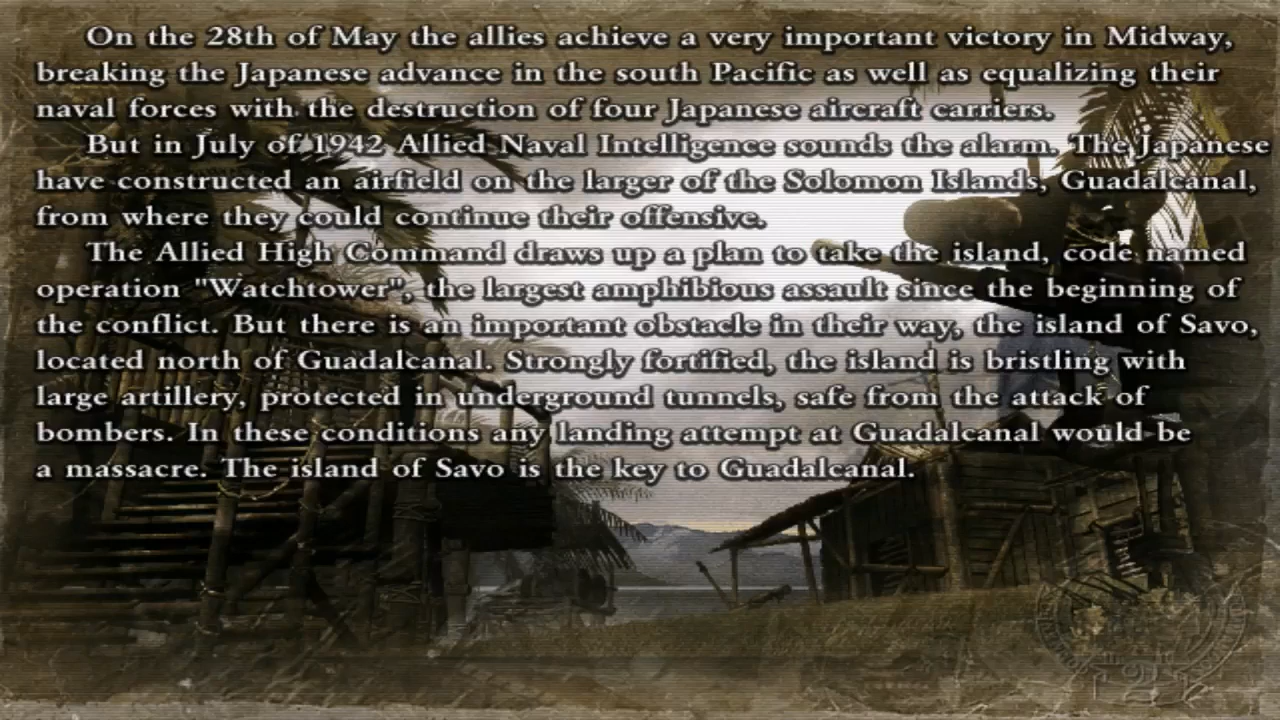 On the 28th of May the allies achieve a very important victory in Midway,
breaking the Japanese advance in the south Pacific as well as equalizing their
naval forces with the destruction of four Japanese aircraft carriers.
But in July of 1942 Allied Naval Intelligence sounds the alarm. The Japanese
have constructed an airfield on the larger of the Solomon Islands, Guadalcanal,
from where they could continue their offensive.
The Allied High Command draws up a plan to take the island, code named
operation "Watchtower", the largest amphibious assault since the beginning of
the conflict. But there is an important obstacle in their way, the island of Savo,
located north of Guadalcanal. Strongly fortified, the island is bristling with
large artillery, protected in underground tunnels, safe from the attack of
bombers. In these conditions any landing attempt at Guadalcanal would be
a massacre. The island of Savo is the key to Guadalcanal.